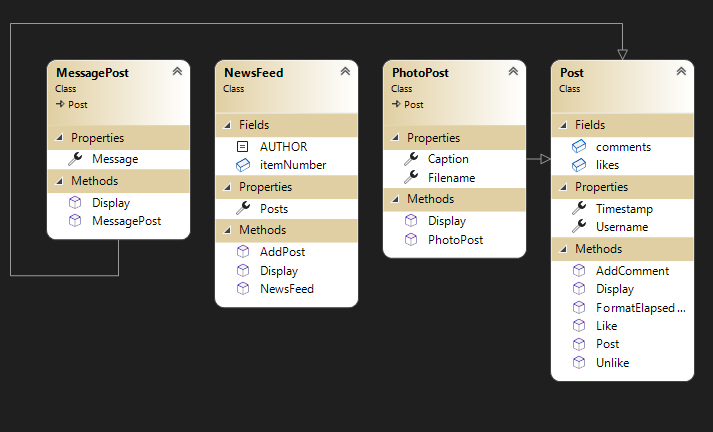 MessagePost
Class
Post
Properties
Message
Methods
Display
MessagePost
NewsFeed
Class
Fields
AUTHOR
itemNumber
Properties
Posts
Methods
AddPost
Display
NewsFeed
PhotoPost
Class
Post
Properties
Caption
Filename
Methods
Display
PhotoPost
Post
Class
Fields
comments
likes
Properties
Timestamp
Username
Methods
AddComment
Display
FormatElapsed...
Like
Post
Unlike